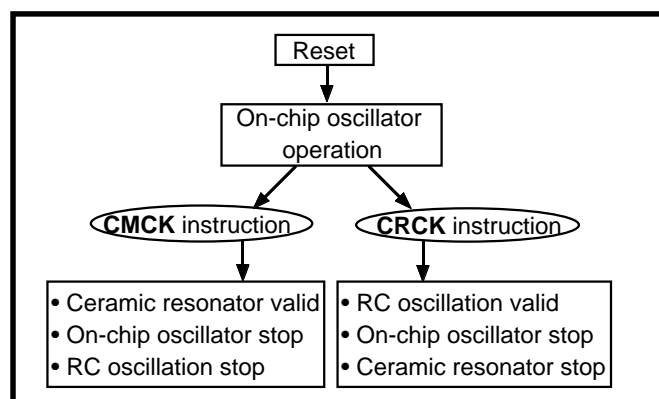 Reset
On-chip oscillator
operation
CMCK instruction
CRCK instruction
• Ceramic resonator valid
• On-chip oscillator stop
• RC oscillation stop
• RC oscillation valid
• On-chip oscillator stop
• Ceramic resonator stop